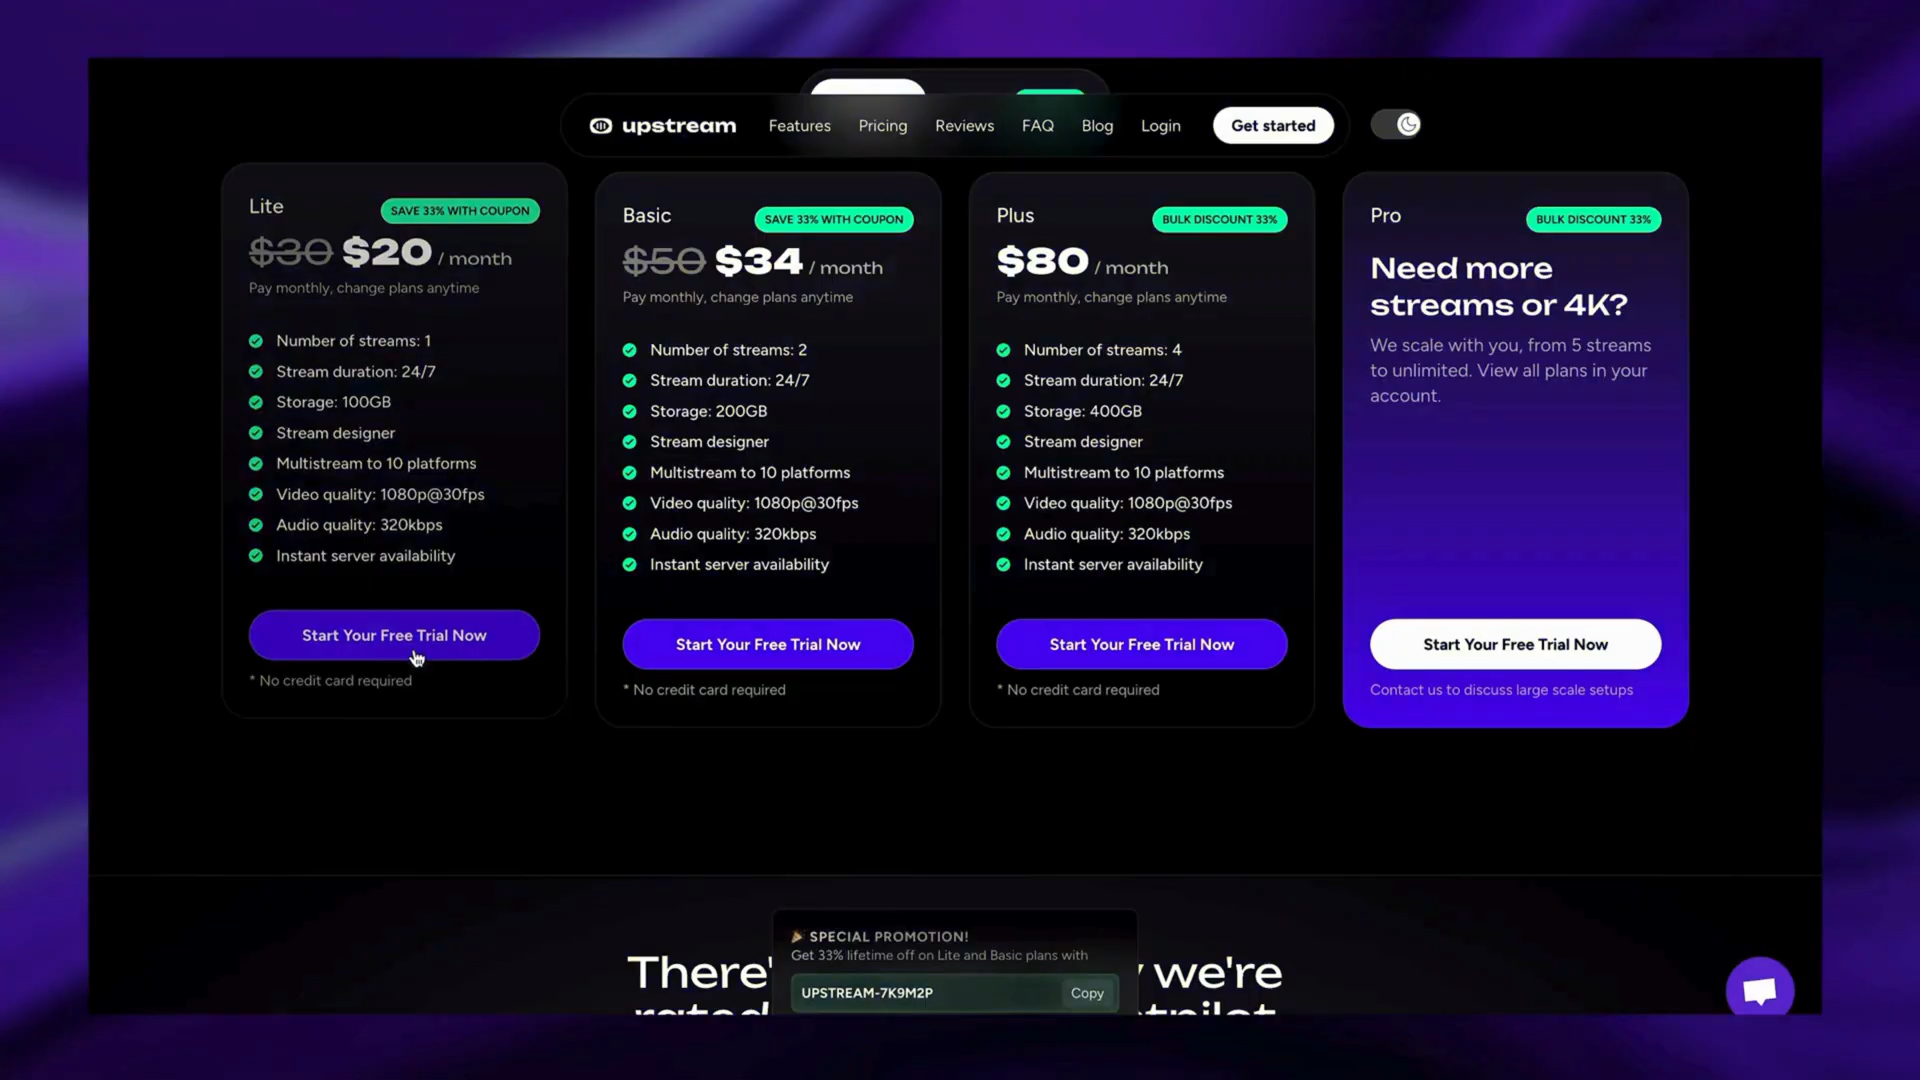 upstream
Features
Pricing
Reviews
FAQ
Blog
Login
Get started
Lite
SAVE 33% WITH COUPON
$30 $20 / month
Pay monthly, change plans anytime
Number of streams: 1
Stream duration: 24/7
Storage: 100GB
Stream designer
Multistream to 10 platforms
Video quality: 1080p@30fps
Audio quality: 320kbps
Instant server availability
Start Your Free Trial Now
* No credit card required
Basic
SAVE 33% WITH COUPON
$50 $34 / month
Pay monthly, change plans anytime
Number of streams: 2
Stream duration: 24/7
Storage: 200GB
Stream designer
Multistream to 10 platforms
Video quality: 1080p@30fps
Audio quality: 320kbps
Instant server availability
Start Your Free Trial Now
* No credit card required
Plus
BULK DISCOUNT 33%
$80 / month
Pay monthly, change plans anytime
Number of streams: 4
Stream duration: 24/7
Storage: 400GB
Stream designer
Multistream to 10 platforms
Video quality: 1080p@30fps
Audio quality: 320kbps
Instant server availability
Start Your Free Trial Now
* No credit card required
Pro
BULK DISCOUNT 33%
Need more
streams or 4K?
We scale with you, from 5 streams
to unlimited. View all plans in your
account.
Start Your Free Trial Now
Contact us to discuss large scale setups
SPECIAL PROMOTION!
Get 33% lifetime off on Lite and Basic plans with
UPSTREAM-7K9M2P
Copy
There' we're